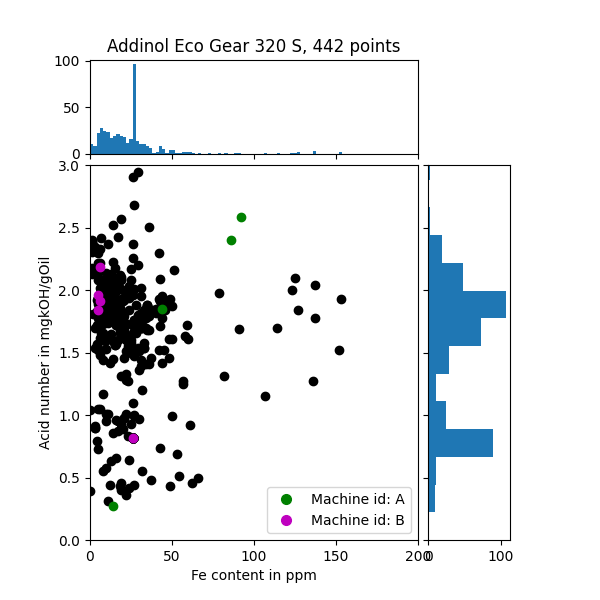 Addinol Eco Gear 320 S, 442 points
100
50
0
3.0
2.5
2.0
1.5
1.0
0.5
0.0
Acid number in mgkOH/gOil
Machine id: A
Machine id: B
0 50 100 150 200
0 100
Fe content in ppm